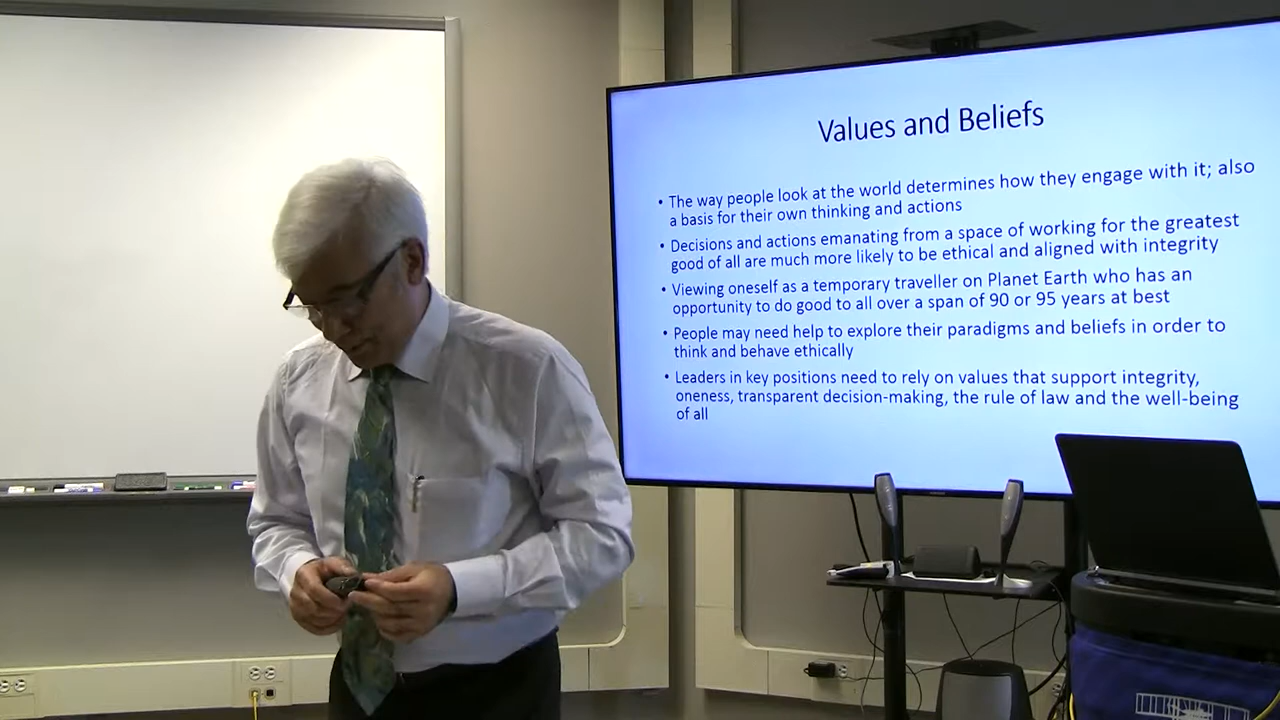 Values and Beliefs
• The way people look at the world determines how they engage with it; also
a basis for their own thinking and actions
• Decisions and actions emanating from a space of working for the greatest
good of all are much more likely to be ethical and aligned with integrity
• Viewing oneself as a temporary traveller on Planet Earth who has an
opportunity to do good to all over a span of 90 or 95 years at best
• People may need help to explore their paradigms and beliefs in order to
think and behave ethically
• Leaders in key positions need to rely on values that support integrity,
oneness, transparent decision-making, the rule of law and the well-being
of all